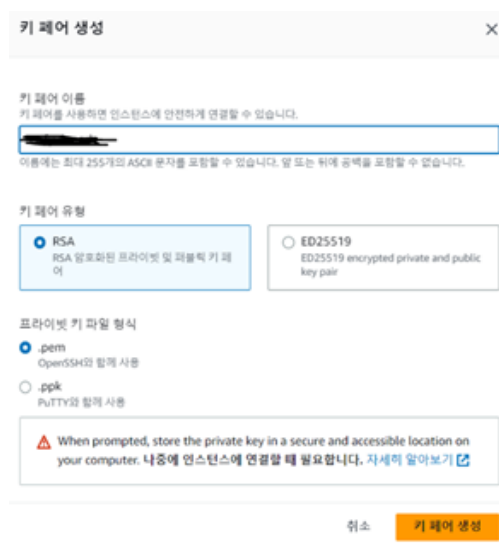 키 페어 생성
키 페어 이름
키 페어를 사용하면 인스턴스에 안전하게 연결할 수 있습니다.
이름에는 최대 255개의 ASCII 문자를 포함할 수 있습니다. 앞 또는 뒤에 공백을 포함할 수 없습니다.
키 페어 유형
RSA
RSA 암호화된 프라이빗 및 퍼블릭 키 페
어
ED25519
ED25519 encrypted private and public
key pair
프라이빗 키 파일 형식
.pem
OpenSSH와 함께 사용
.ppk
PuTTY와 함께 사용
When prompted, store the private key in a secure and accessible location on
your computer. 나중에 인스턴스에 연결할 때 필요합니다. 자세히 알아보기
취소
키 페어 생성